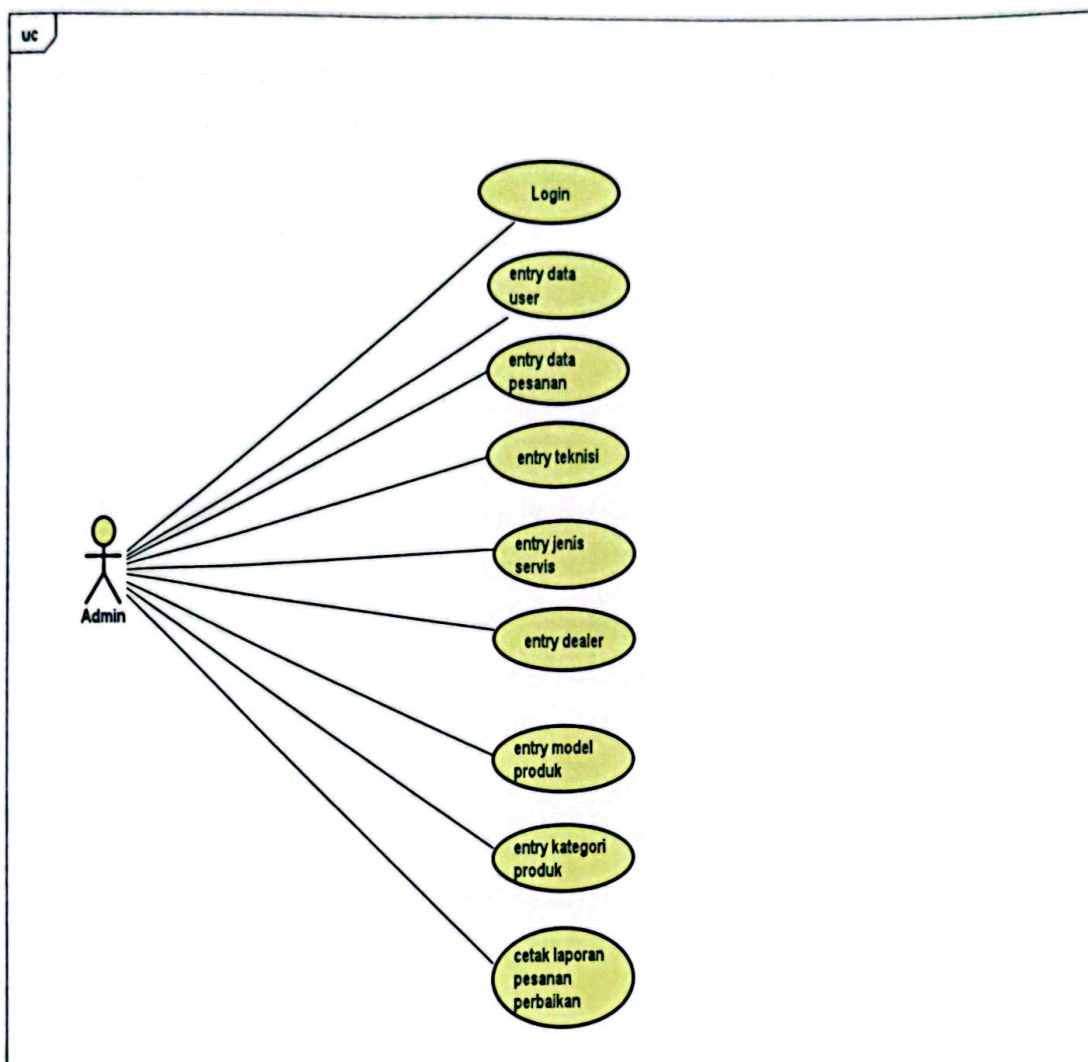 uc
Login
entry data
user
entry data
pesanan
entry teknisi
entry jenis
servis
entry dealer
Admin
entry model
produk
entry kategori
produk
cetak laporan
pesanan
perbaikan